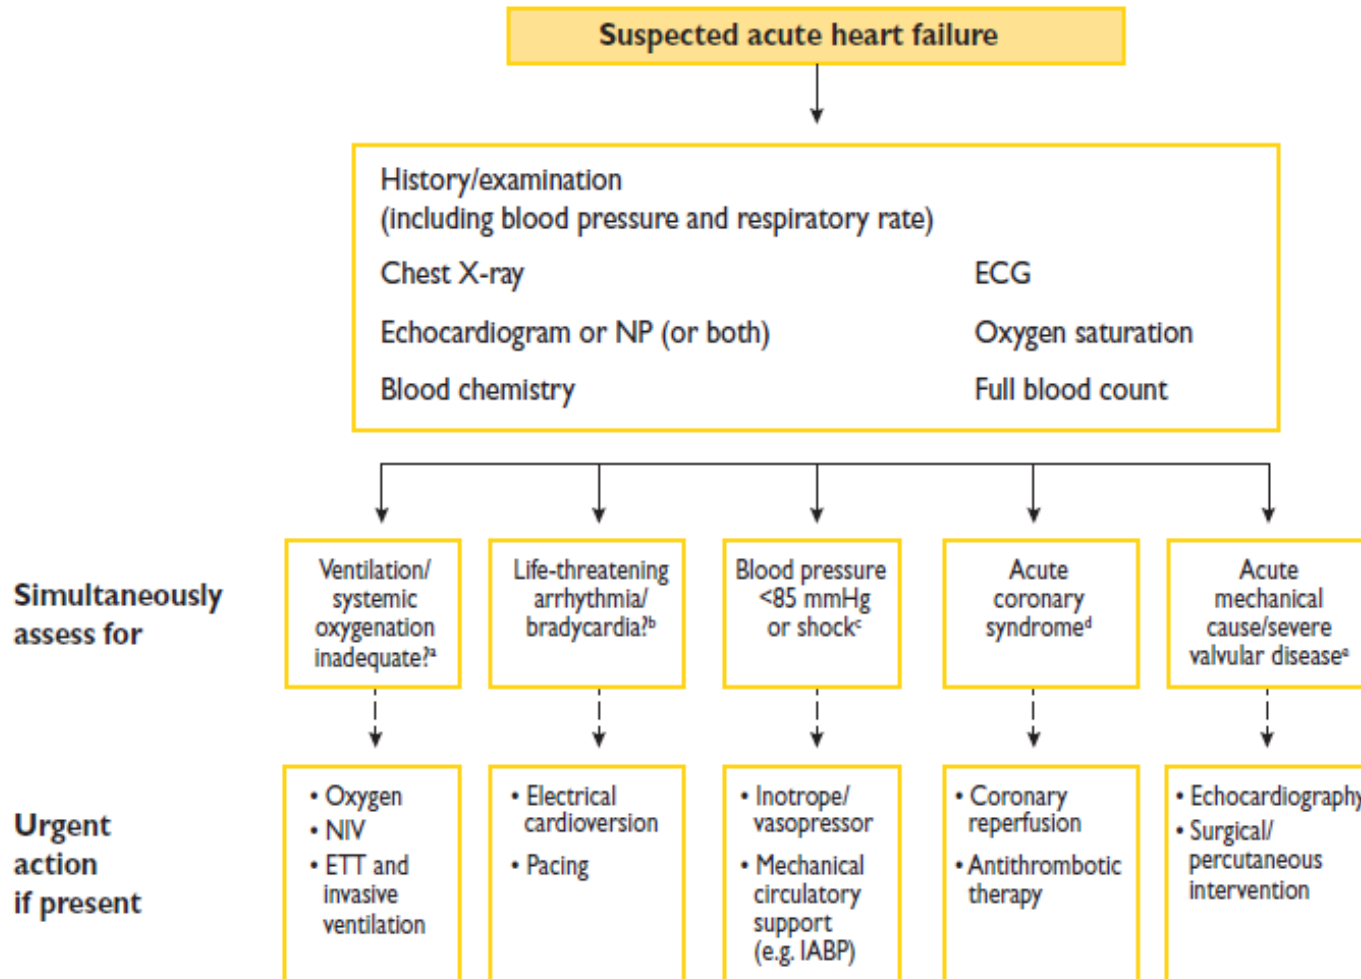 Suspected acute heart failure
History/examination
(including blood pressure and respiratory rate)
Chest X-ray
ECG
Echocardiogram or NP (or both)
Oxygen saturation
Blood chemistry
Full blood count
Simultaneously
assess for
Ventilation/
systemic
oxygenation
inadequate?ᵃ
Life-threatening
arrhythmia/
bradycardia?ᵇ
Blood pressure
<85 mmHg
or shockᶜ
Acute
coronary
syndromeᵈ
Acute
mechanical
cause/severe
valvular diseaseᵉ
Urgent
action
if present
• Oxygen
• NIV
• ETT and
invasive
ventilation
• Electrical
cardioversion
• Pacing
• Inotrope/
vasopressor
• Mechanical
circulatory
support
(e.g. IABP)
• Coronary
reperfusion
• Antithrombotic
therapy
• Echocardiography
• Surgical/
percutaneous
intervention